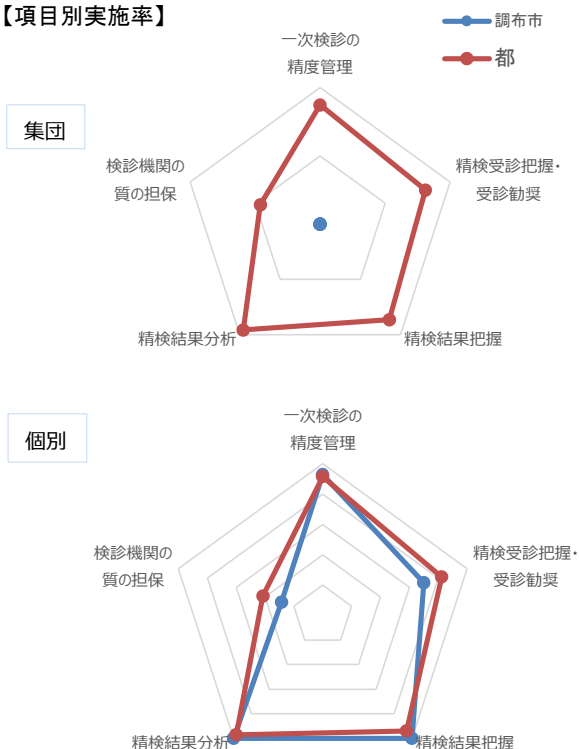 【項目別実施率】
調布市
都
集団
一次検診の
精度管理
精検受診把握・
受診勧奨
精検結果把握
精検結果分析
検診機関の
質の担保
個別
一次検診の
精度管理
精検受診把握・
受診勧奨
精検結果把握
精検結果分析
検診機関の
質の担保